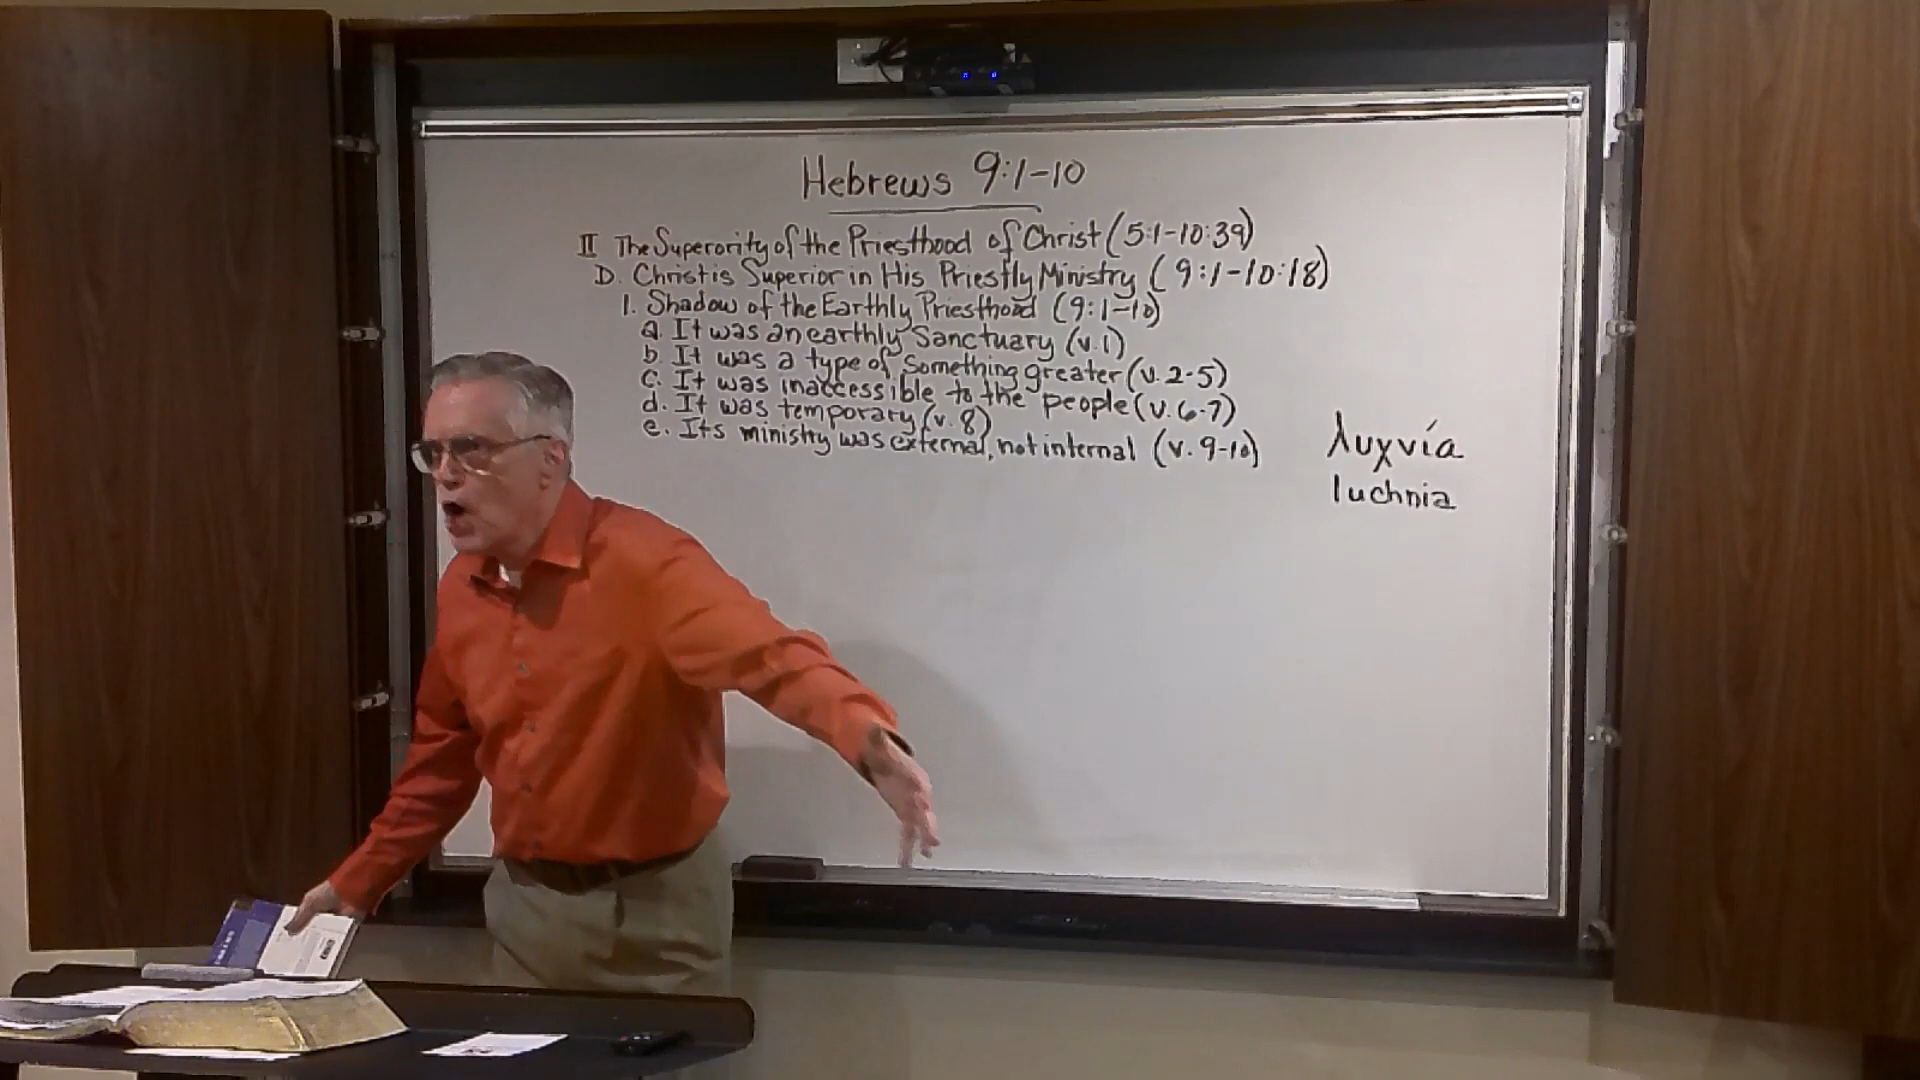 Hebrews 9:1-10
II The Superority of the Priesthood of Christ (5:1-10:39)
D. Christ is Superior in His Priestly Ministry (9:1-10:18)
1. Shadow of the Earthly Priesthood (9:1-10)
a. It was an earthly Sanctuary (v.1)
b. It was a type of Something greater (v. 2-5)
c. It was inaccessible to the people (v. 6-7)
d. It was temporary (v. 8)
e. Its ministry was external, not internal (v. 9-10)
λυχνία
luchnia